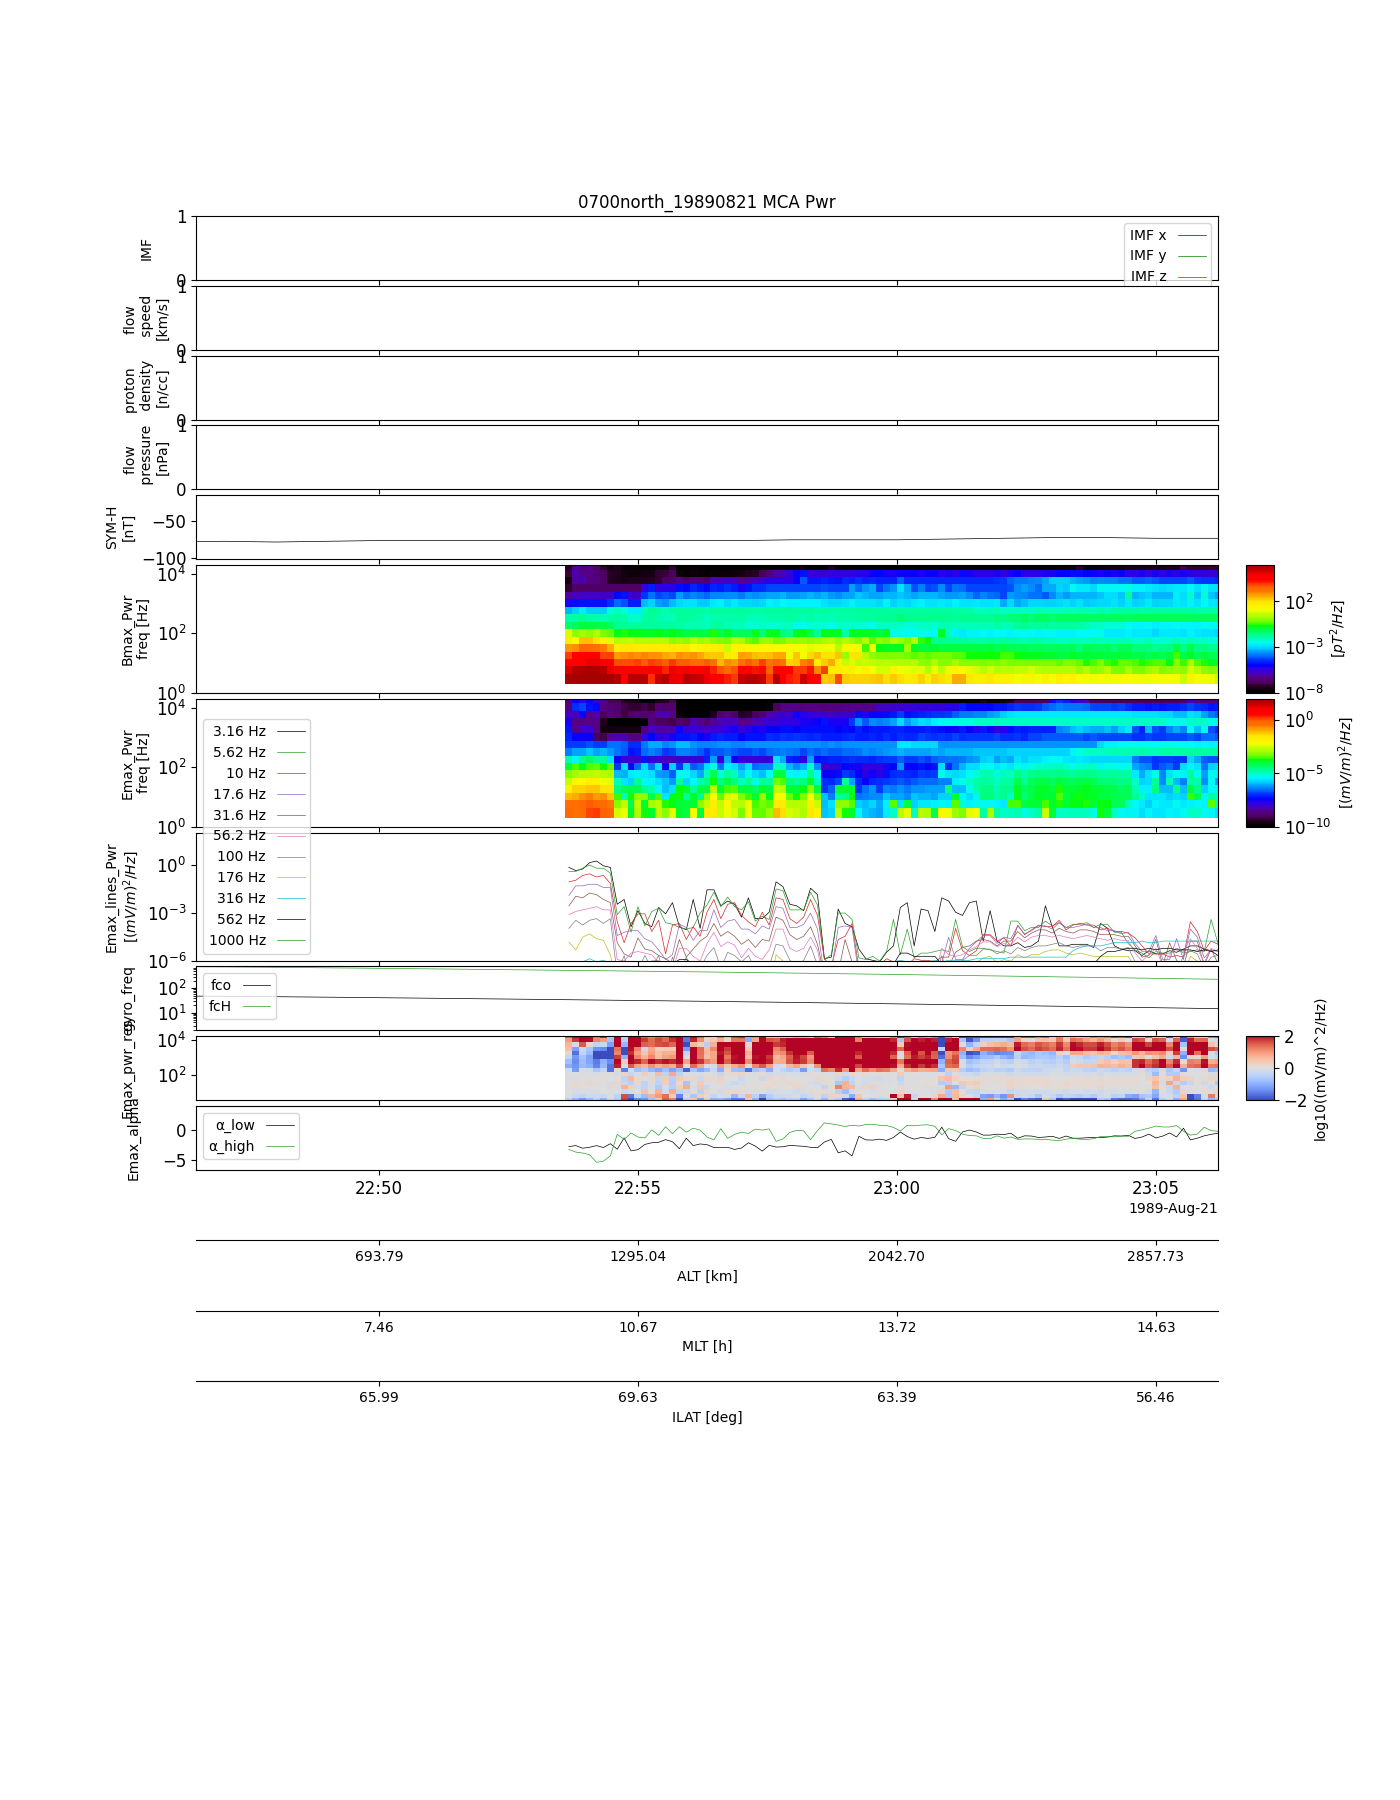 0700north_19890821 MCA Pwr
1
0
IMF
IMF x
IMF y
IMF z
1
0
flow
speed
[km/s]
1
0
proton
density
[n/cc]
1
0
flow
pressure
[nPa]
−50
−100
SYM-H
[nT]
10^4
10^2
10^0
Bmax_Pwr
freq [Hz]
10^2
10^−3
10^−8
[pT^2/Hz]
10^4
10^2
10^0
Emax_Pwr
freq [Hz]
10^0
10^−5
10^−10
[(mV/m)^2/Hz]
3.16 Hz
5.62 Hz
10 Hz
17.6 Hz
31.6 Hz
56.2 Hz
100 Hz
176 Hz
316 Hz
562 Hz
1000 Hz
10^0
10^−3
10^−6
Emax_lines_Pwr
[(mV/m)^2/Hz]
10^2
10^1
gyro_freq
fco
fcH
10^4
10^2
Emax_pwr_reg
2
0
−2
log10((mV/m)^2/Hz)
0
−5
Emax_alpha
α_low
α_high
22:50 22:55 23:00 23:05
1989-Aug-21
693.79 1295.04 2042.70 2857.73
ALT [km]
7.46 10.67 13.72 14.63
MLT [h]
65.99 69.63 63.39 56.46
ILAT [deg]